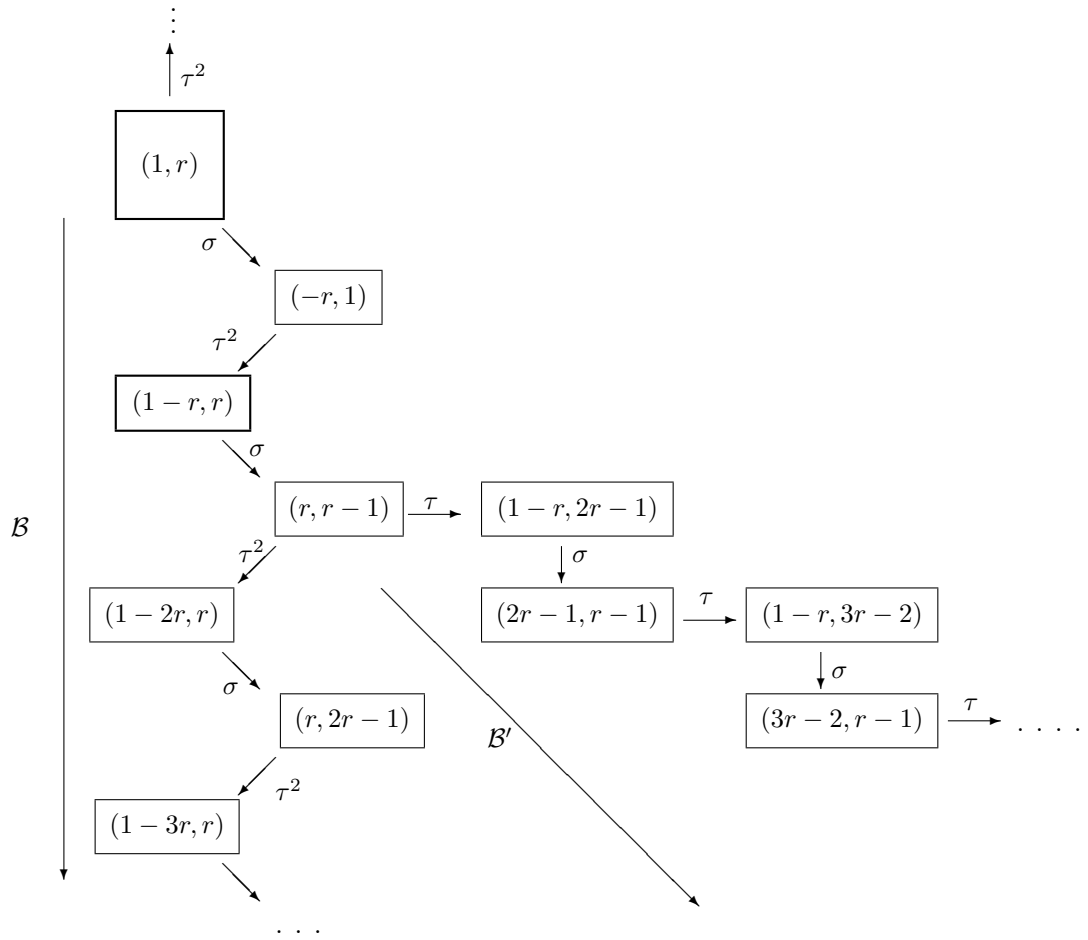 ⋮
τ²
(1, r)
σ
(−r, 1)
τ²
(1 − r, r)
σ
(r, r − 1) τ (1 − r, 2r − 1)
ℬ
τ² σ
(1 − 2r, r) (2r − 1, r − 1) τ (1 − r, 3r − 2)
σ σ
(r, 2r − 1) (3r − 2, r − 1) τ . . . .
ℬ′
τ²
(1 − 3r, r)
. . .